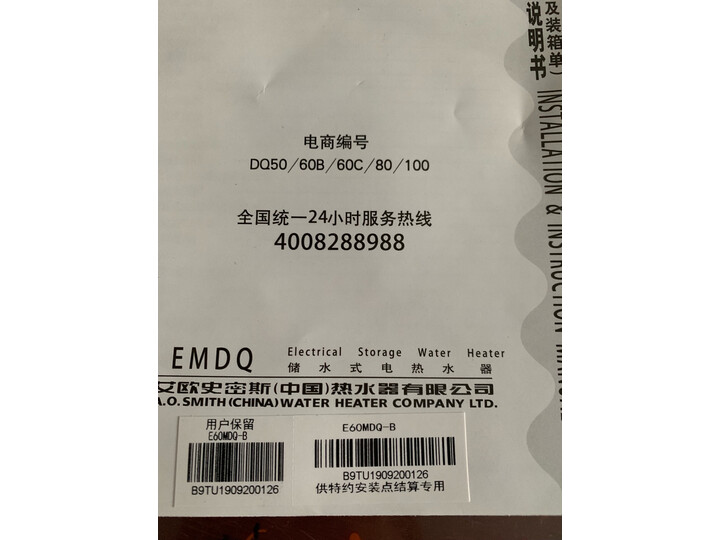 及装箱单）
说明书
INSTALLATION & INSTRUCTION
电商编号
DQ50/60B/60C/80/100
全国统一24小时服务热线
4008288988
EMDQ
Electrical Storage Water Heater
储水式电热水器
艾欧史密斯(中国)热水器有限公司
A.O.SMITH(CHINA)WATER HEATER COMPANY LTD.
用户保留
E60MDQ-B
B9TU1909200126
E60MDQ-B
B9TU1909200126
供特约安装点结算专用